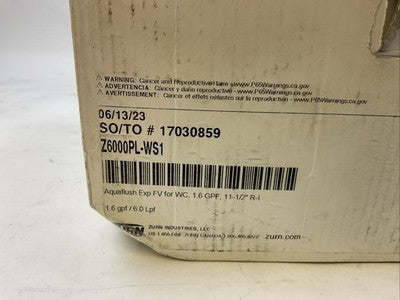 WARNING: Cancer and Reproductive Harm - www.P65Warnings.ca.gov
ADVERTENCIA: Cáncer y daño reproductivo - www.P65Warnings.ca.gov
AVERTISSEMENT: Cancer et effets néfastes sur la reproduction - www.P65Warnings.ca.gov
06/13/23
SO/TO # 17030859
Z6000PL-WS1
Aquaflush Exp FV for WC, 1.6 GPF, 11-1/2" R-I
1.6 gpf / 6.0 Lpf
ZURN
ZURN INDUSTRIES, LLC
zurn.com